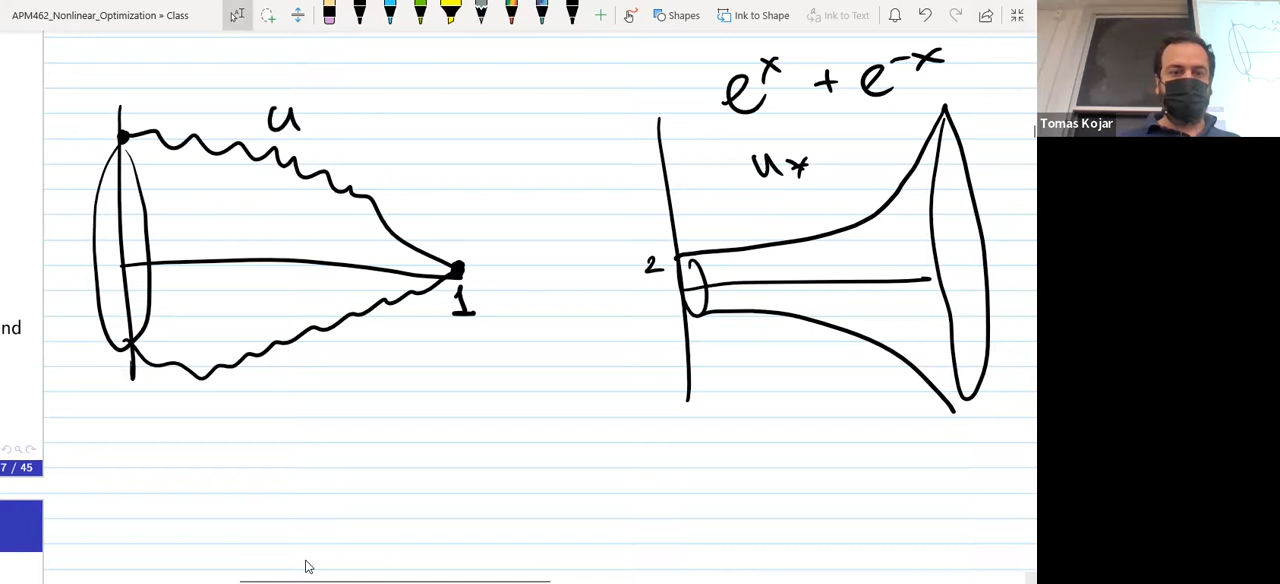 APM462_Nonlinear_Optimization » Class
Shapes
Ink to Shape
Ink to Text
Tomas Kojar
e^x + e^-x
u
u*
2
1
nd
7 / 45